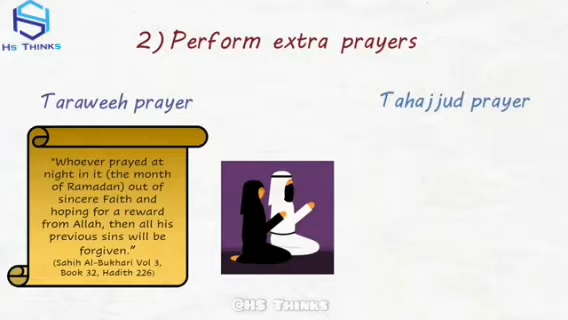 HS THINKS
2) Perform extra prayers
Taraweeh prayer
Tahajjud prayer
"Whoever prayed at
night in it (the month
of Ramadan) out of
sincere Faith and
hoping for a reward
from Allah, then all his
previous sins will be
forgiven."
(Sahih Al-Bukhari Vol 3,
Book 32, Hadith 226)
@HS THINKS